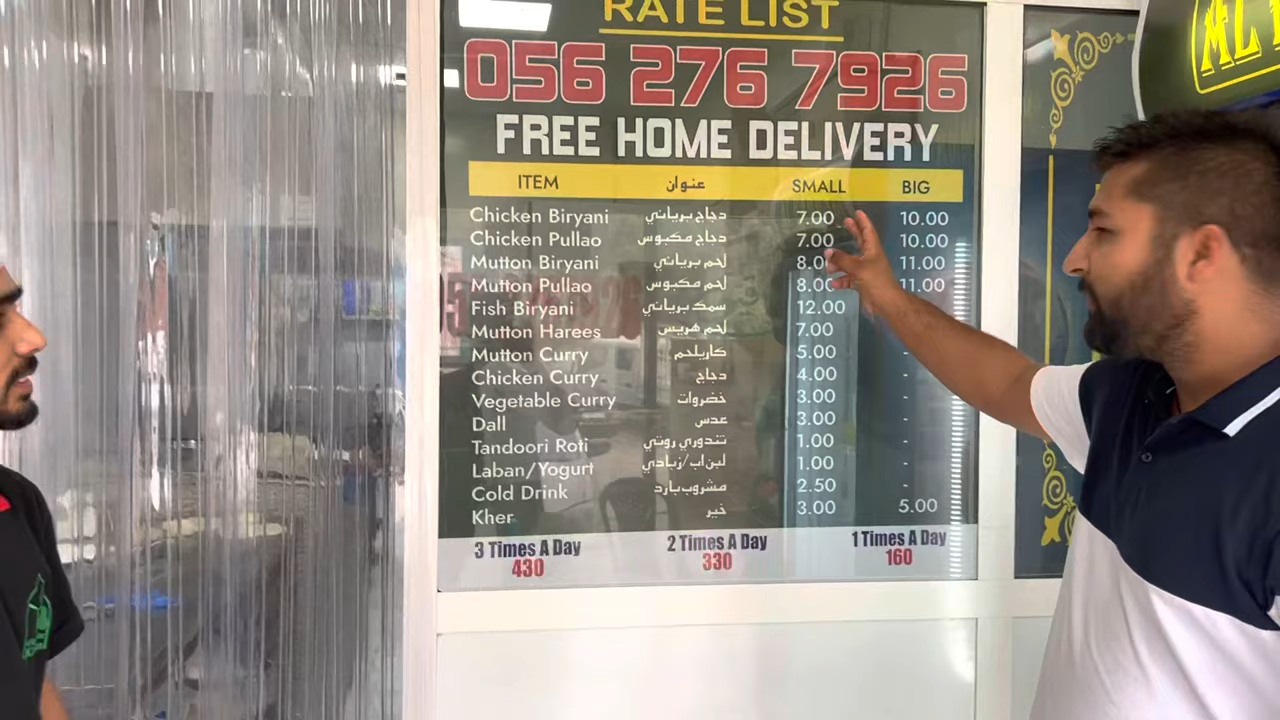 RATE LIST
056 276 7926
FREE HOME DELIVERY
ITEM عنوان SMALL BIG
Chicken Biryani دجاج برياني 7.00 10.00
Chicken Pullao دجاج مكبوس 7.00 10.00
Mutton Biryani لحم برياني 8.00 11.00
Mutton Pullao لحم مكبوس 8.00 11.00
Fish Biryani سمك برياني 12.00
Mutton Harees لحم هريس 7.00
Mutton Curry كاريلحم 5.00 -
Chicken Curry دجاج 4.00 -
Vegetable Curry خضروات 3.00 -
Dall عدس 3.00 -
Tandoori Roti تندوري روتي 1.00 -
Laban/Yogurt لبن اب/زبادي 1.00 -
Cold Drink مشروب بارد 2.50 -
Kher خير 3.00 5.00
3 Times A Day 2 Times A Day 1 Times A Day
430 330 160